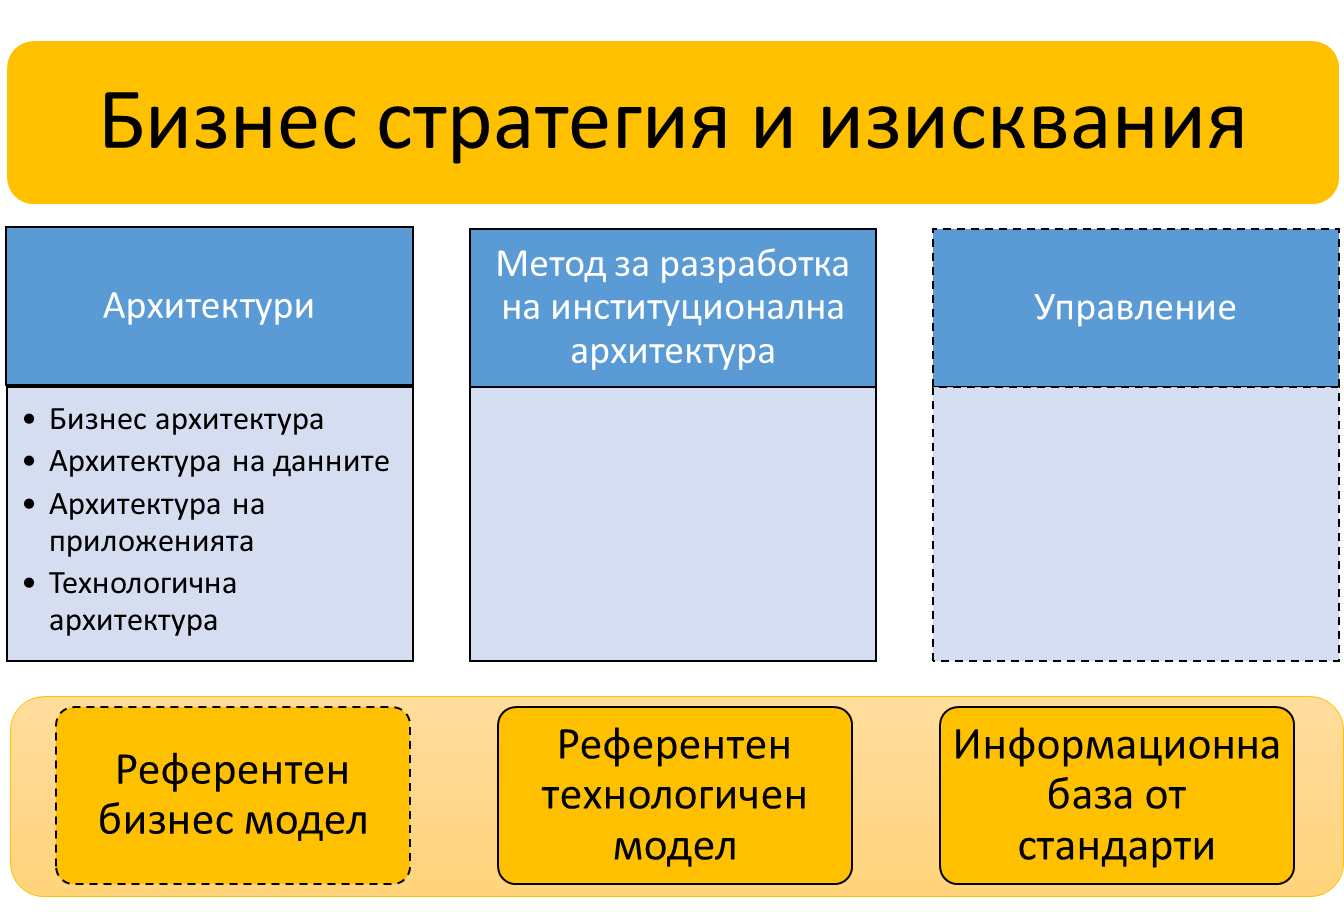 Бизнес стратегия и изисквания
Архитектури
• Бизнес архитектура
• Архитектура на данните
• Архитектура на
приложенията
• Технологична
архитектура
Метод за разработка
на институционална
архитектура
Управление
Референтен
бизнес модел
Референтен
технологичен
модел
Информационна
база от
стандарти